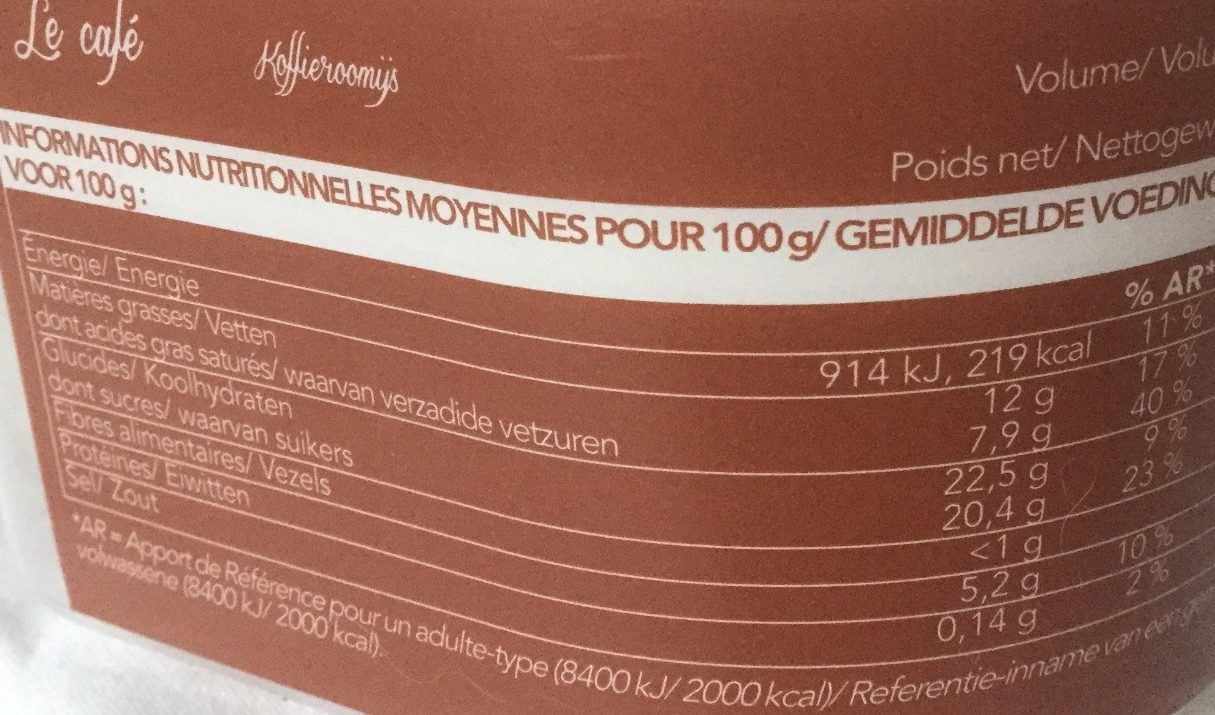 Le café
Koffieroomijs
Volume/
Poids net/
INFORMATIONS NUTRITIONNELLES MOYENNES POUR 100 g/ GEMIDDELDE
VOOR 100 g :
% AR*
Énergie/ Energie 914 kJ, 219 kcal 11 %
Matières grasses/ Vetten 12 g 17 %
dont acides gras saturés/ waarvan verzadide vetzuren 7,9 g 40 %
Glucides/ Koolhydraten 22,5 g 9 %
dont sucres/ waarvan suikers 20,4 g 23 %
Fibres alimentaires/ Vezels <1 g
Protéines/ Eiwitten 5,2 g 10 %
Sel/ Zout 0,14 g 2 %
*AR = Apport de Référence pour un adulte-type (8400 kJ/ 2000 kcal)/ Referentie-inname van een
volwassene (8400 kJ/ 2000 kcal).